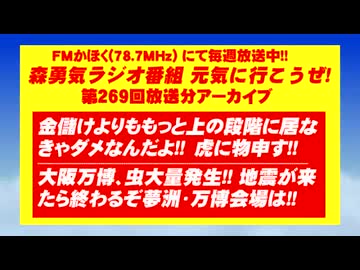 FMかほく(78.7MHz) にて毎週放送中!!
森勇気ラジオ番組 元気に行こうぜ!
第269回放送分アーカイブ
金儲けよりももっと上の段階に居な
きゃダメなんだよ!! 虎に物申す!!
大阪万博、虫大量発生!! 地震が来
たら終わるぞ夢洲・万博会場は!!